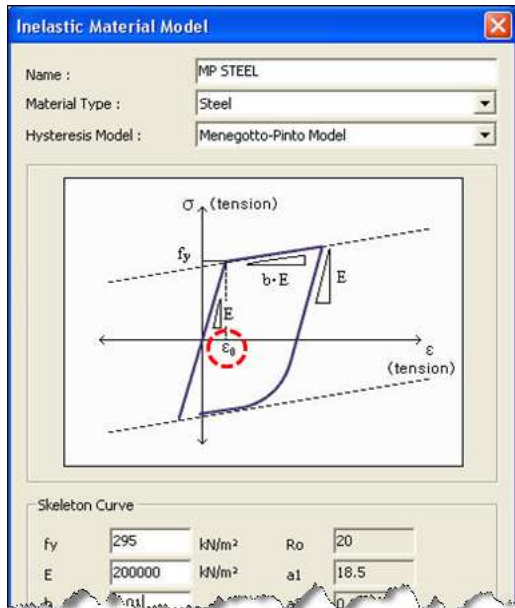 Inelastic Material Model
Name : MP STEEL
Material Type : Steel
Hysteresis Model : Menegotto-Pinto Model
σ (tension)
fy
b·E
E
E
ε₀
ε
(tension)
Skeleton Curve
fy 295 kN/m² Ro 20
E 200000 kN/m² a1 18.5